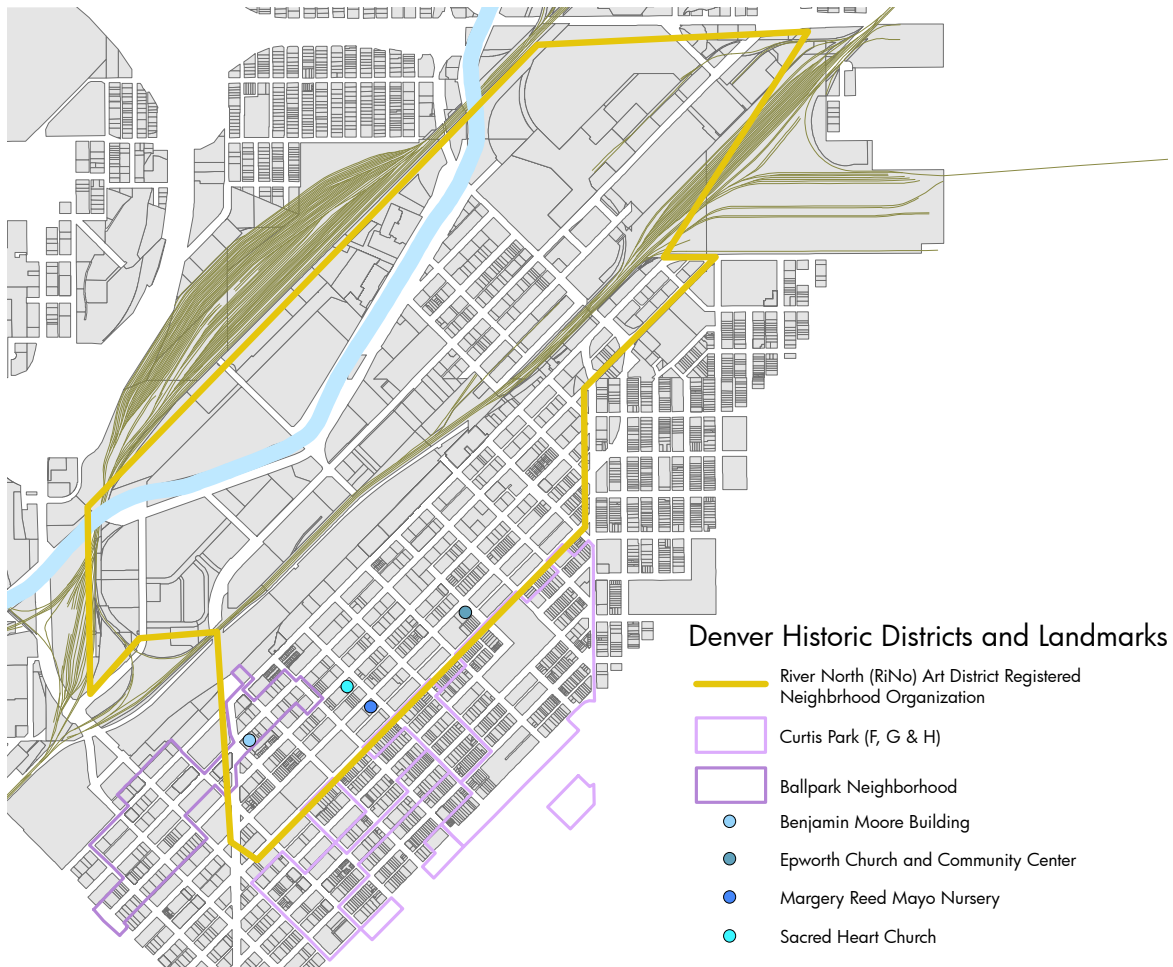 Denver Historic Districts and Landmarks
River North (RiNo) Art District Registered
Neighbrhood Organization
Curtis Park (F, G & H)
Ballpark Neighborhood
Benjamin Moore Building
Epworth Church and Community Center
Margery Reed Mayo Nursery
Sacred Heart Church